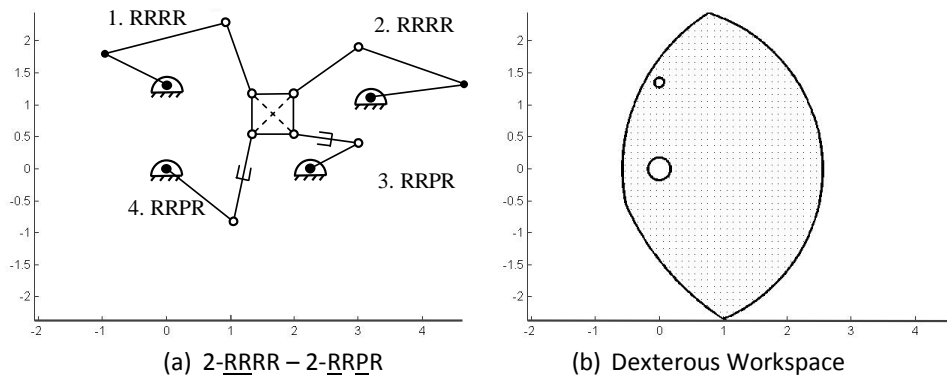 1. RRRR
2. RRRR
3. RRPR
4. RRPR
2
1.5
1
0.5
0
-0.5
-1
-1.5
-2
-2 -1 0 1 2 3 4
2
1.5
1
0.5
0
-0.5
-1
-1.5
-2
-2 -1 0 1 2 3 4
(a) 2-RRRR – 2-RRPR
(b) Dexterous Workspace